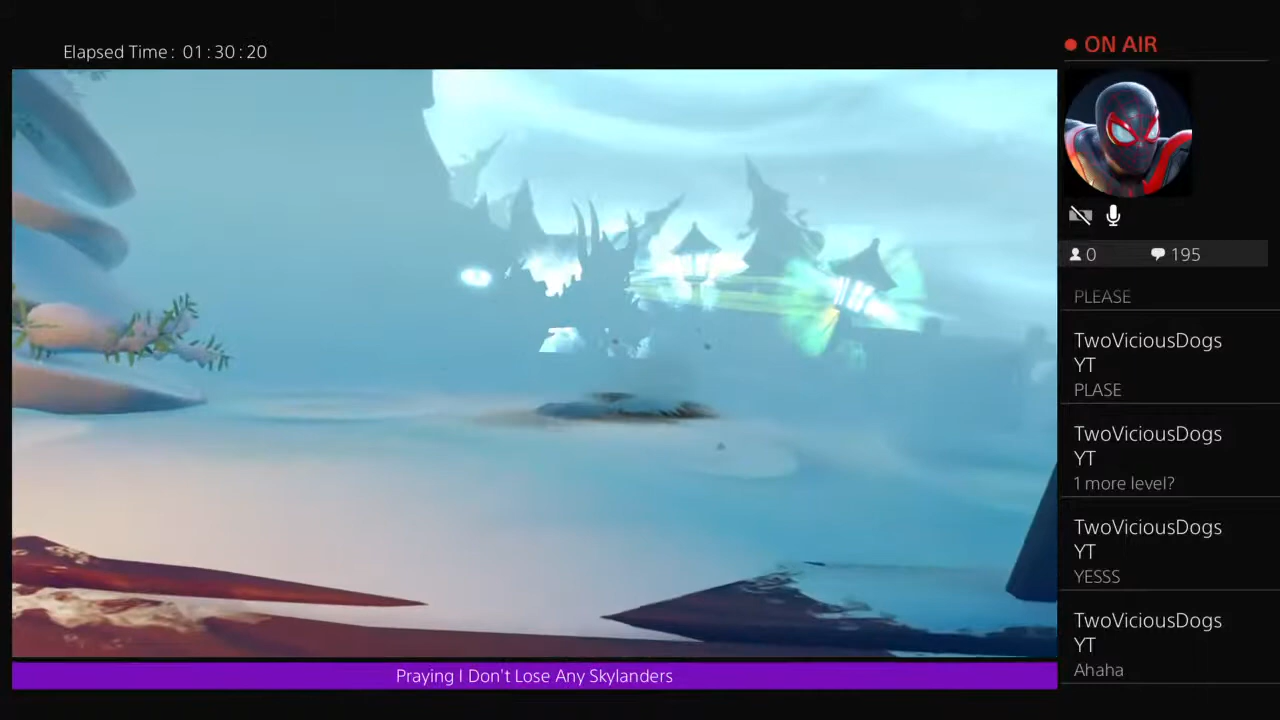 Elapsed Time: 01:30:20
ON AIR
0
195
PLEASE
TwoViciousDogs
YT
PLASE
TwoViciousDogs
YT
1 more level?
TwoViciousDogs
YT
YESSS
TwoViciousDogs
YT
Ahaha
Praying I Don't Lose Any Skylanders